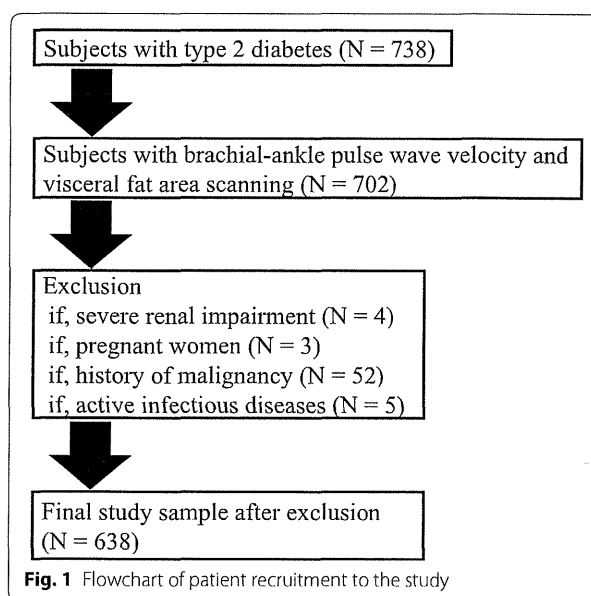 Subjects with type 2 diabetes (N = 738)
Subjects with brachial-ankle pulse wave velocity and
visceral fat area scanning (N = 702)
Exclusion
if, severe renal impairment (N = 4)
if, pregnant women (N = 3)
if, history of malignancy (N = 52)
if, active infectious diseases (N = 5)
Final study sample after exclusion
(N = 638)
Fig. 1 Flowchart of patient recruitment to the study